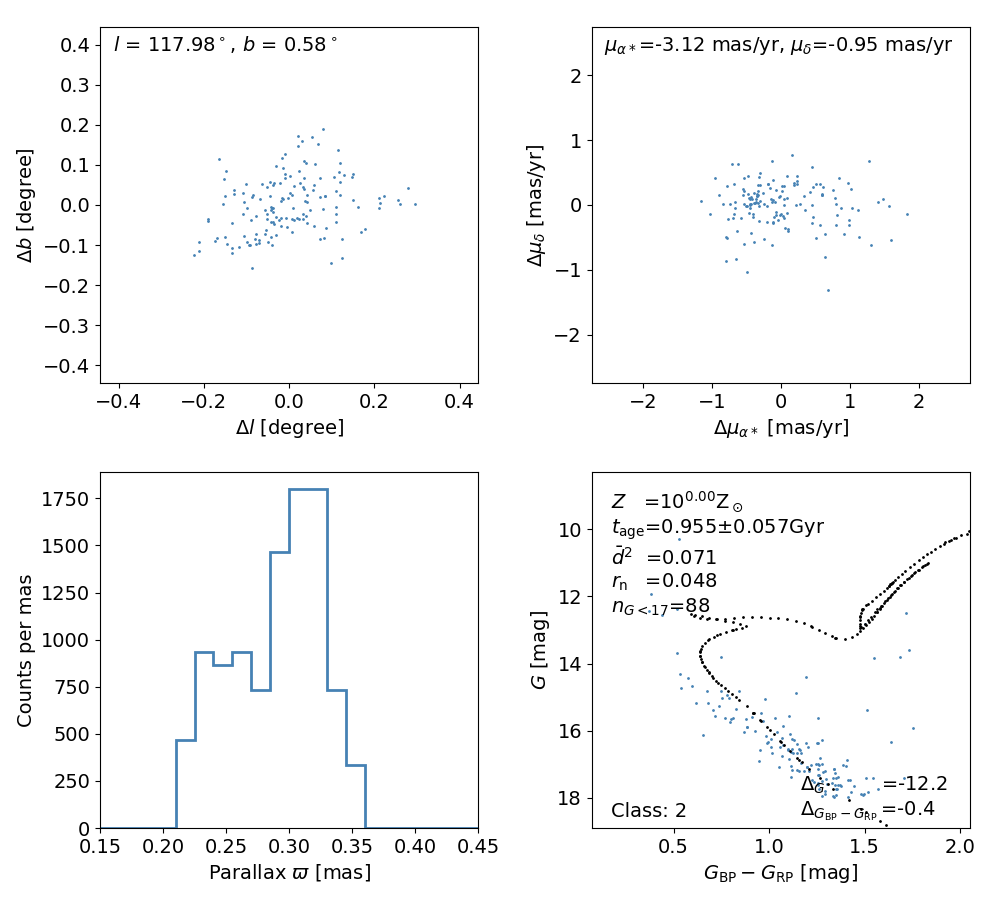 l = 117.98°, b = 0.58°
0.4
0.3
0.2
0.1
0.0
−0.1
−0.2
−0.3
−0.4
−0.4 −0.2 0.0 0.2 0.4
Δl [degree]
Δb [degree]
μα*=-3.12 mas/yr, μδ=-0.95 mas/yr
2
1
0
−1
−2
−2 −1 0 1 2
Δμα* [mas/yr]
Δμδ [mas/yr]
1750
1500
1250
1000
750
500
250
0
0.15 0.20 0.25 0.30 0.35 0.40 0.45
Parallax ϖ [mas]
Counts per mas
Z =10^0.00 Z⊙
t_age=0.955±0.057Gyr
d̄² =0.071
r_n =0.048
n_G<17=88
10
12
14
16
18
Δ_G =-12.2
Class: 2 Δ_GBP−GRP=-0.4
0.5 1.0 1.5 2.0
G_BP − G_RP [mag]
G [mag]